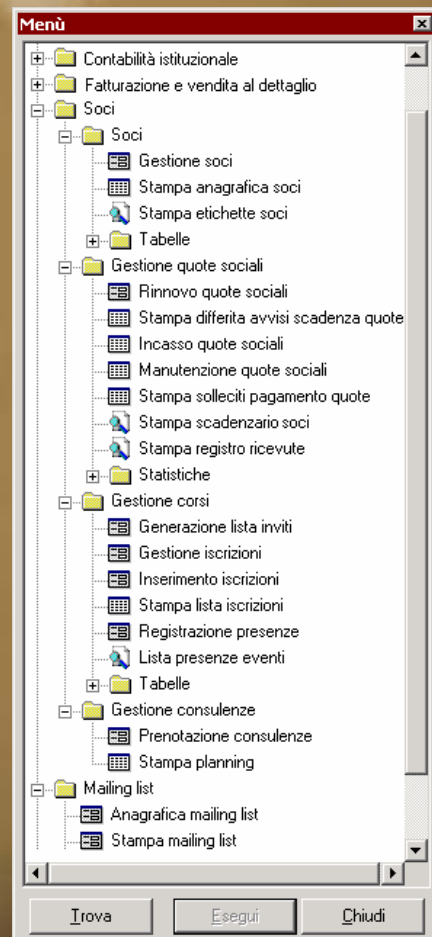 Menù
Contabilità istituzionale
Fatturazione e vendita al dettaglio
Soci
Soci
Gestione soci
Stampa anagrafica soci
Stampa etichette soci
Tabelle
Gestione quote sociali
Rinnovo quote sociali
Stampa differita avvisi scadenza quote
Incasso quote sociali
Manutenzione quote sociali
Stampa solleciti pagamento quote
Stampa scadenzario soci
Stampa registro ricevute
Statistiche
Gestione corsi
Generazione lista inviti
Gestione iscrizioni
Inserimento iscrizioni
Stampa lista iscrizioni
Registrazione presenze
Lista presenze eventi
Tabelle
Gestione consulenze
Prenotazione consulenze
Stampa planning
Mailing list
Anagrafica mailing list
Stampa mailing list
Trova Esegui Chiudi